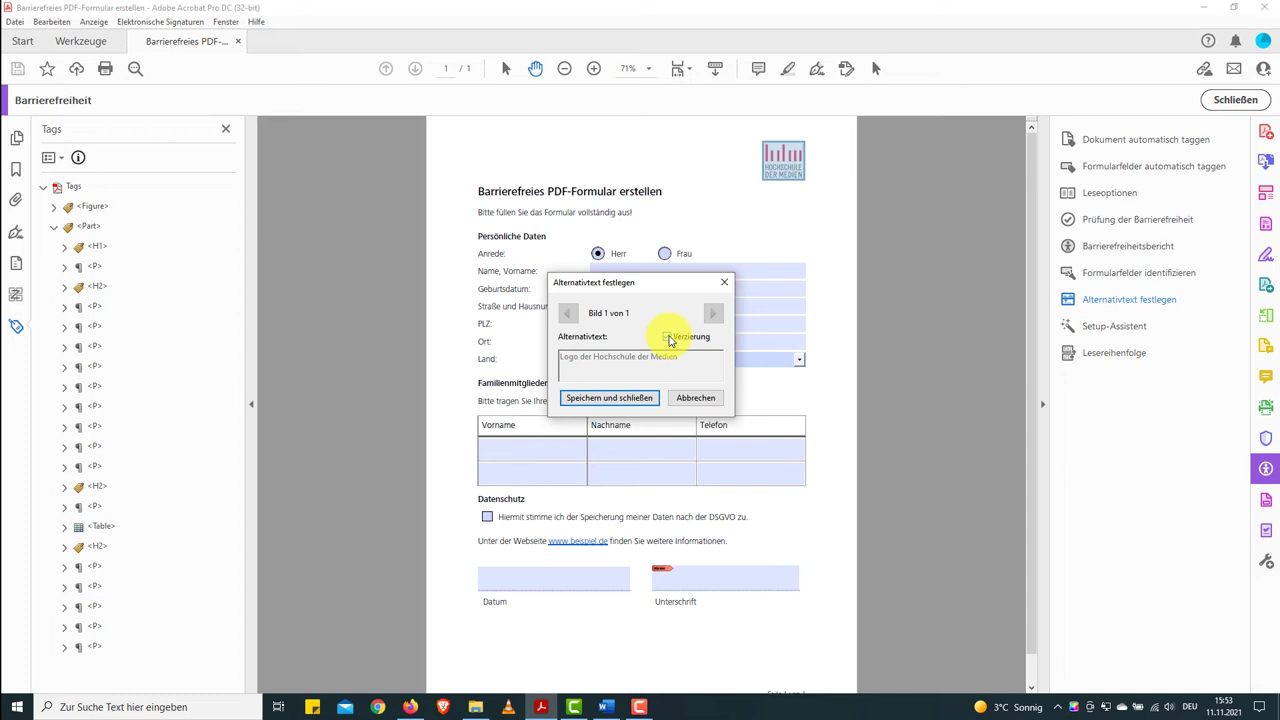 Barrierefreies PDF-Formular erstellen - Adobe Acrobat Pro DC (32-bit)
Datei Bearbeiten Anzeige Elektronische Signaturen Fenster Hilfe
Start Werkzeuge Barrierefreies PDF-... ×
1 / 1 71%
Barrierefreiheit Schließen
Tags
Tags
<Figure>
<Part>
<H1>
<P>
<H2>
<P>
<P>
<P>
<P>
<P>
<P>
<P>
<P>
<P>
<H2>
<P>
<Table>
<H2>
<P>
<P>
<P>
<P>
<P>
HOCHSCHULE
DER MEDIEN
Barrierefreies PDF-Formular erstellen
Bitte füllen Sie das Formular vollständig aus!
Persönliche Daten
Anrede: Herr Frau
Name, Vorname:
Geburtsdatum:
Straße und Hausnu
PLZ:
Ort:
Land:
Familienmitglieder
Bitte tragen Sie Ihre
Vorname Nachname Telefon
Datenschutz
Hiermit stimme ich der Speicherung meiner Daten nach der DSGVO zu.
Unter der Webseite www.beispiel.de finden Sie weitere Informationen.
Datum Unterschrift
Alternativtext festlegen
Bild 1 von 1
Alternativtext: Verzierung
Logo der Hochschule der Medien
Speichern und schließen Abbrechen
Dokument automatisch taggen
Formularfelder automatisch taggen
Leseoptionen
Prüfung der Barrierefreiheit
Barrierefreiheitsbericht
Formularfelder identifizieren
Alternativtext festlegen
Setup-Assistent
Lesereihenfolge
Zur Suche Text hier eingeben
3°C Sonnig DEU 15:53
11.11.2021